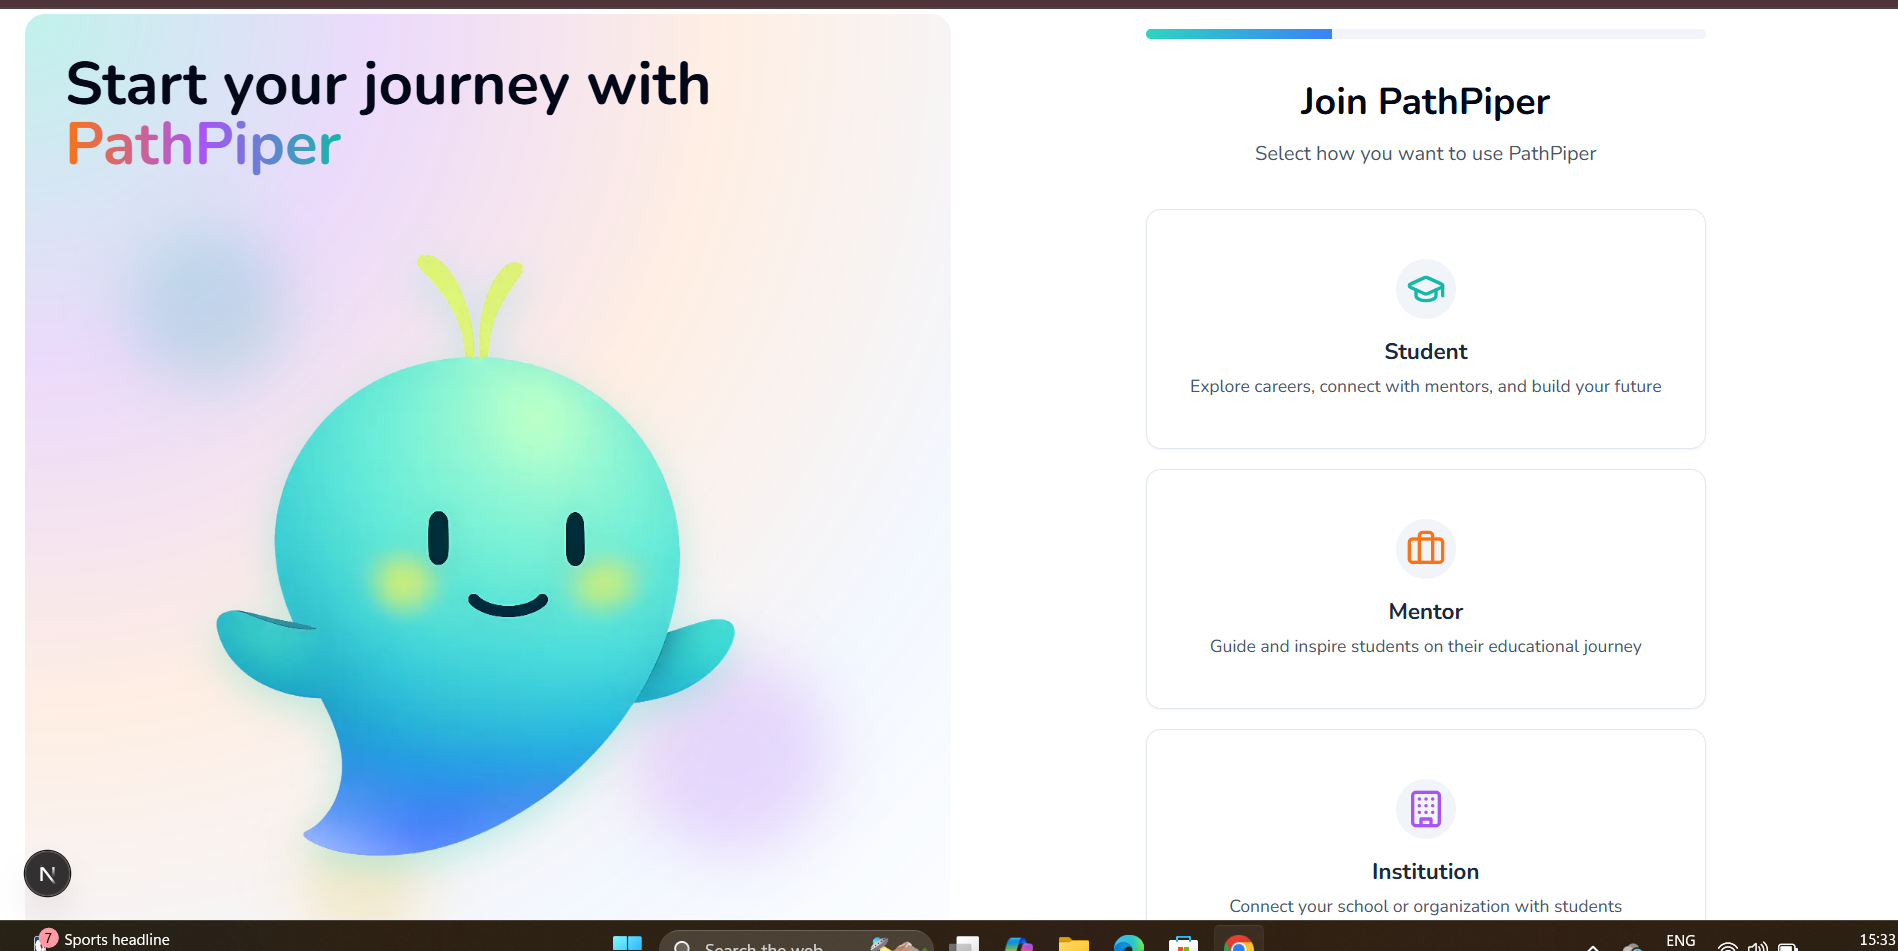 Start your journey with
PathPiper
Join PathPiper
Select how you want to use PathPiper
Student
Explore careers, connect with mentors, and build your future
Mentor
Guide and inspire students on their educational journey
Institution
Connect your school or organization with students
N
7
Sports headline
Search the web
ENG
15:33